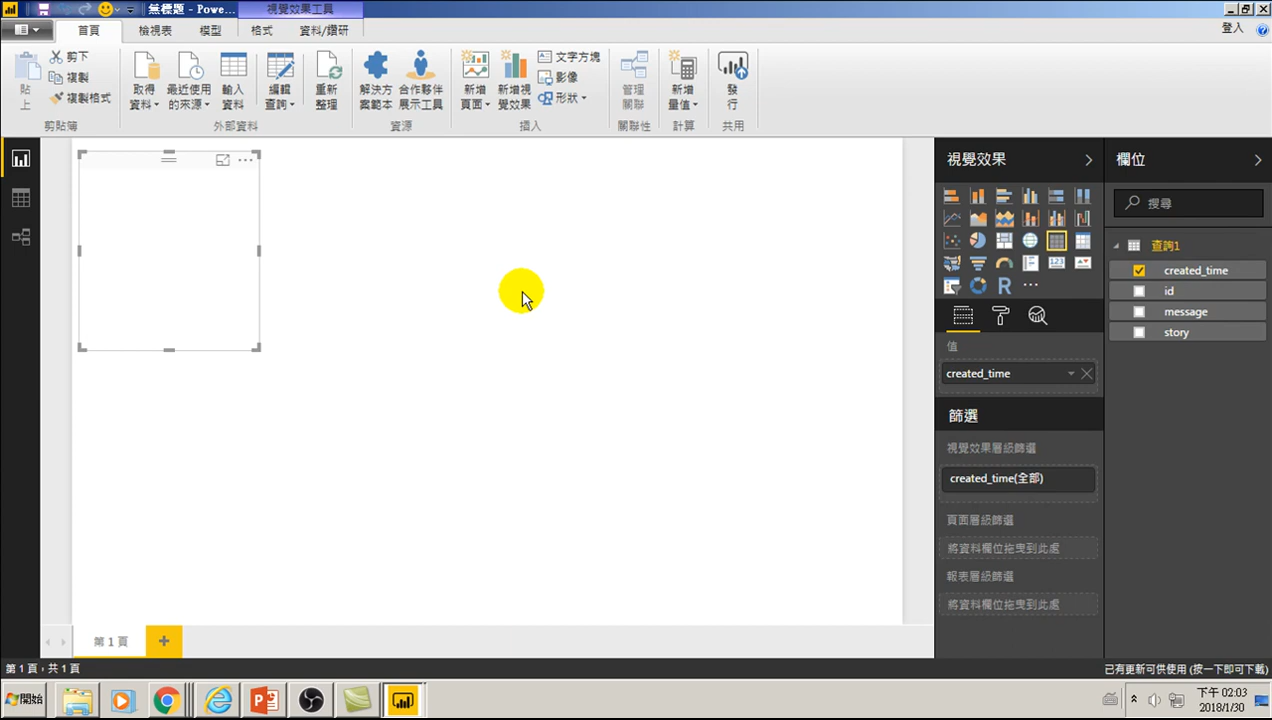 無標題 - Powe...
視覺效果工具
首頁
檢視表
模型
格式
資料/鑽研
登入
貼上
剪下
複製
複製格式
剪貼簿
取得資料
最近使用的來源
輸入資料
編輯查詢
重新整理
外部資料
解決方案範本
合作夥伴展示工具
資源
新增頁面
新增視覺效果
文字方塊
影像
形狀
插入
管理關聯
關聯性
新增量值
計算
發行
共用
視覺效果
欄位
搜尋
查詢1
created_time
id
message
story
值
created_time
篩選
視覺效果層級篩選
created_time(全部)
頁面層級篩選
將資料欄位拖曳到此處
報表層級篩選
將資料欄位拖曳到此處
第 1 頁
第 1 頁，共 1 頁
已有更新可供使用 (按一下即可下載)
開始
下午 02:03
2018/1/30